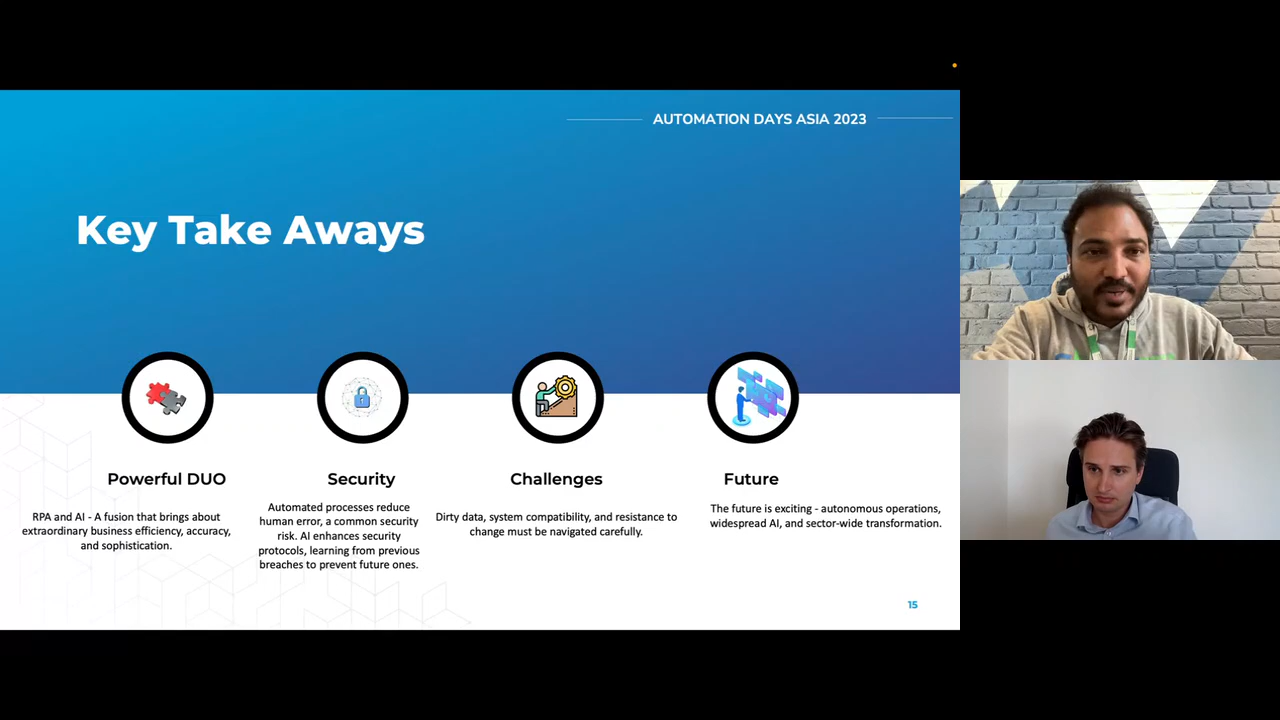 AUTOMATION DAYS ASIA 2023
Key Take Aways
Powerful DUO
RPA and AI - A fusion that brings about
extraordinary business efficiency, accuracy,
and sophistication.
Security
Automated processes reduce
human error, a common security
risk. AI enhances security
protocols, learning from previous
breaches to prevent future ones.
Challenges
Dirty data, system compatibility, and resistance to
change must be navigated carefully.
Future
The future is exciting - autonomous operations,
widespread AI, and sector-wide transformation.
15